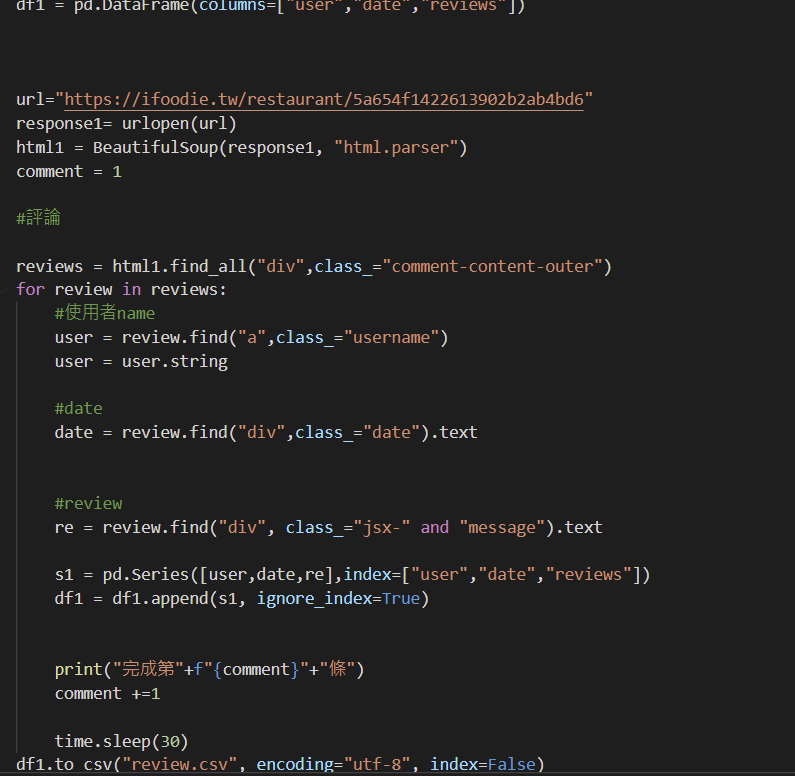 df1 = pd.DataFrame(columns=["user","date","reviews"])
url="https://ifoodie.tw/restaurant/5a654f1422613902b2ab4bd6"
response1= urlopen(url)
html1 = BeautifulSoup(response1, "html.parser")
comment = 1
#評論
reviews = html1.find_all("div",class_="comment-content-outer")
for review in reviews:
    #使用者name
    user = review.find("a",class_="username")
    user = user.string
    #date
    date = review.find("div",class_="date").text
    #review
    re = review.find("div", class_="jsx-" and "message").text
    s1 = pd.Series([user,date,re],index=["user","date","reviews"])
    df1 = df1.append(s1, ignore_index=True)
    print("完成第"+f"{comment}"+"條")
    comment +=1
    time.sleep(30)
df1.to_csv("review.csv", encoding="utf-8", index=False)